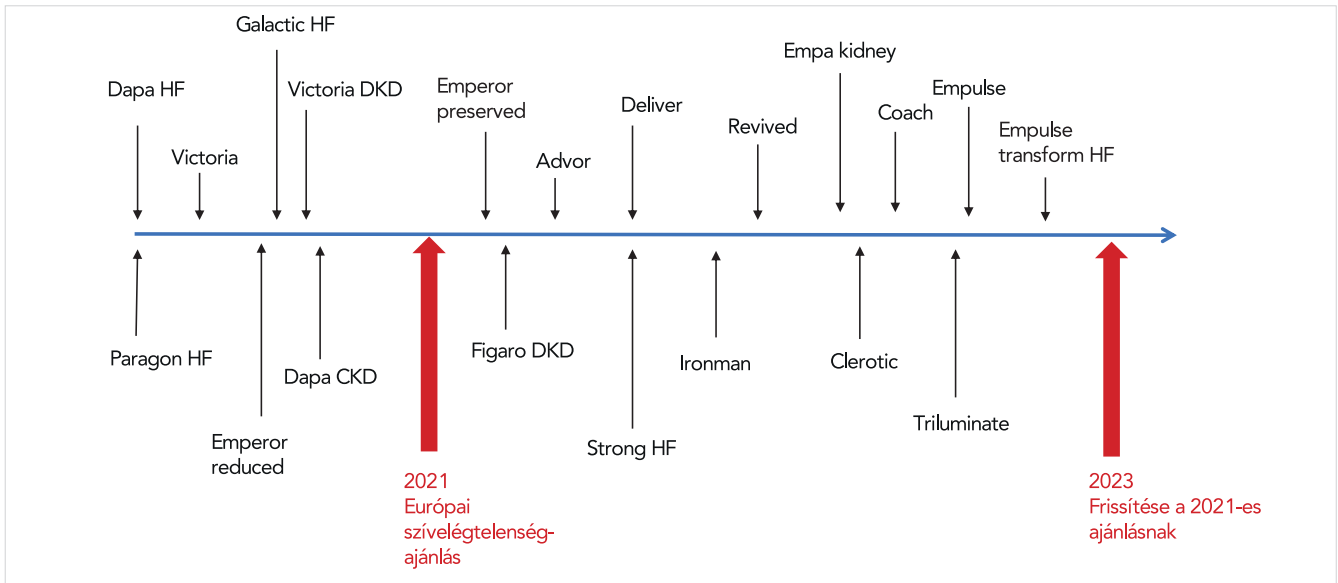 Galactic HF
Dapa HF
Victoria DKD
Victoria
Emperor
preserved
Advor
Deliver
Revived
Empa kidney
Coach
Empulse
Empulse
transform HF
Paragon HF
Emperor
reduced
Dapa CKD
2021
Európai
szívelégtelenség-
ajánlás
Figaro DKD
Strong HF
Ironman
Clerotic
Triluminate
2023
Frissítése a 2021-es
ajánlásnak